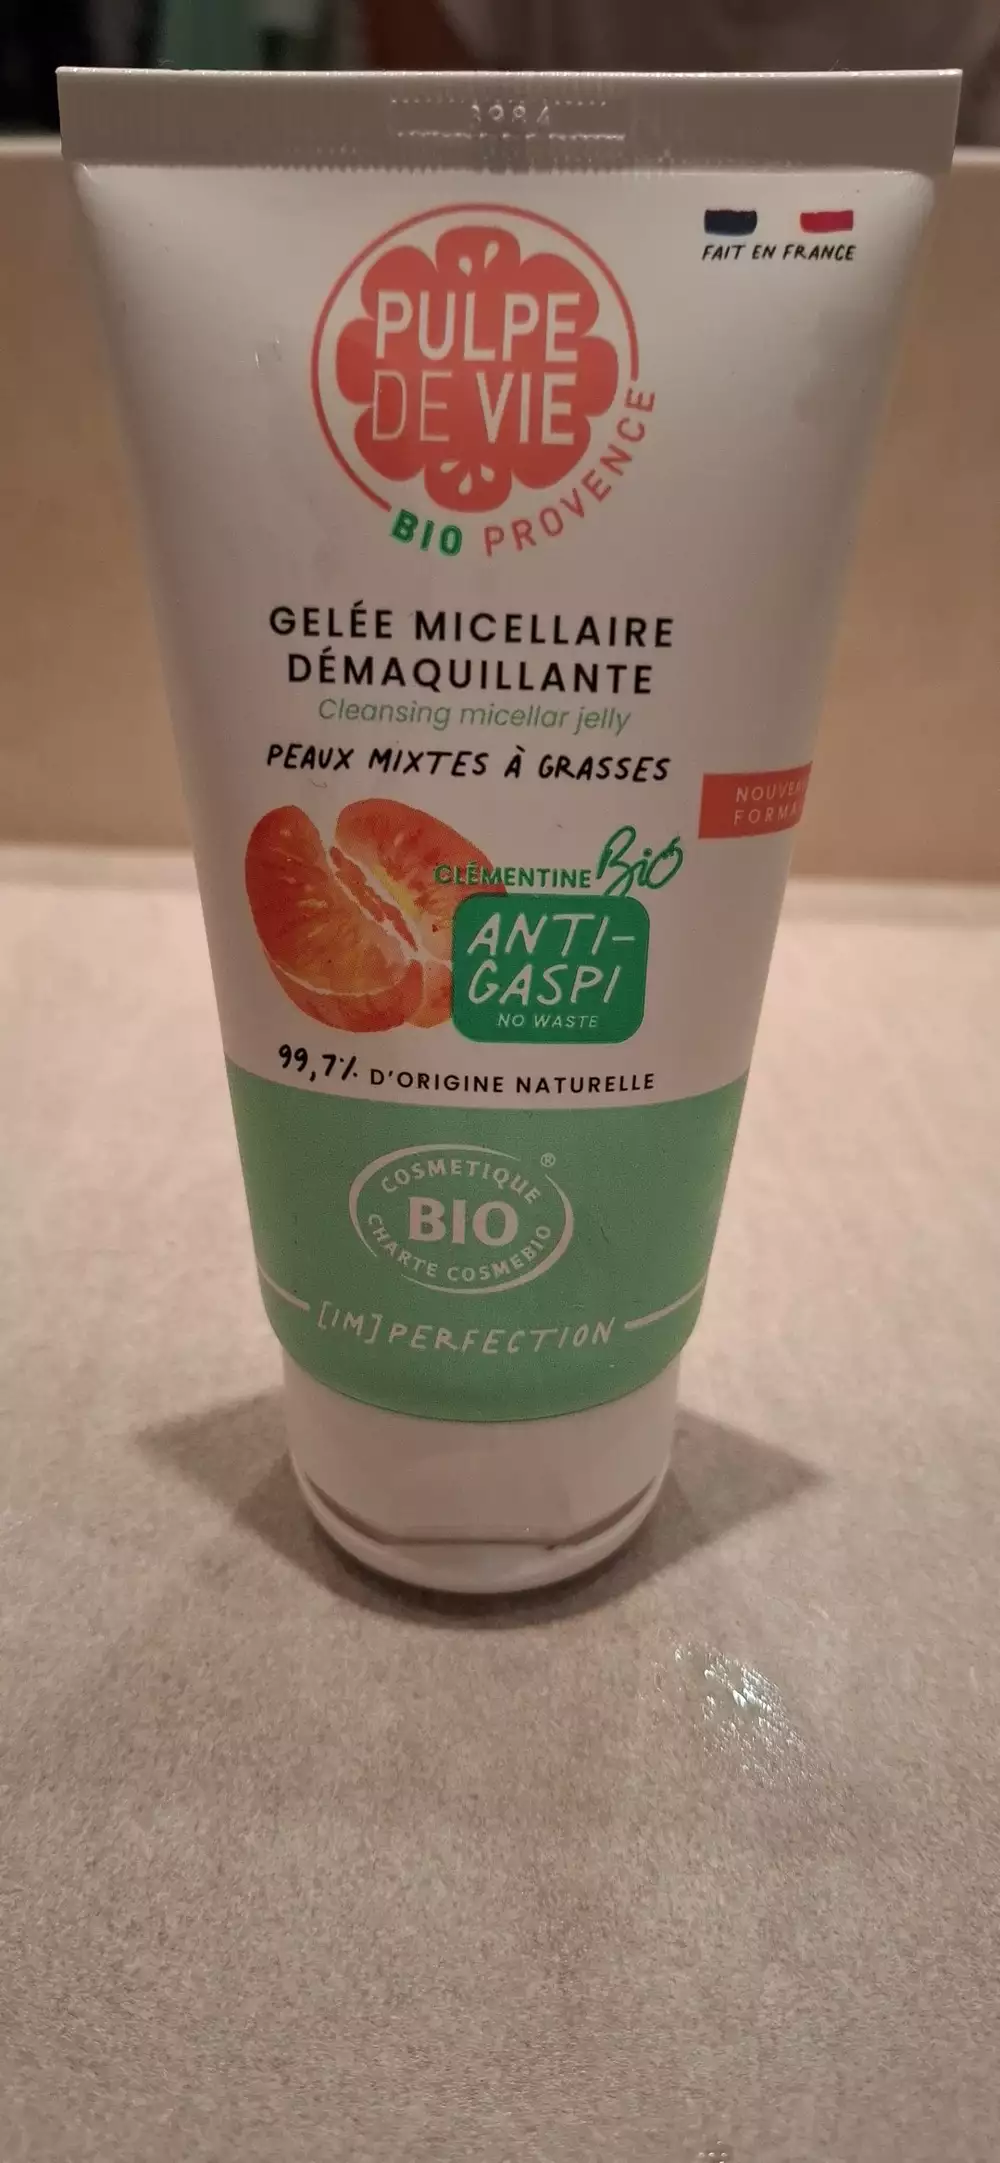 3984
FAIT EN FRANCE
PULPE
DE VIE
BIO PROVENCE
GELÉE MICELLAIRE
DÉMAQUILLANTE
Cleansing micellar jelly
PEAUX MIXTES À GRASSES
CLÉMENTINE Bio
ANTI-
GASPI
NO WASTE
99,7% D'ORIGINE NATURELLE
COSMETIQUE
®
BIO
CHARTE COSMEBIO
[IM]PERFECTION